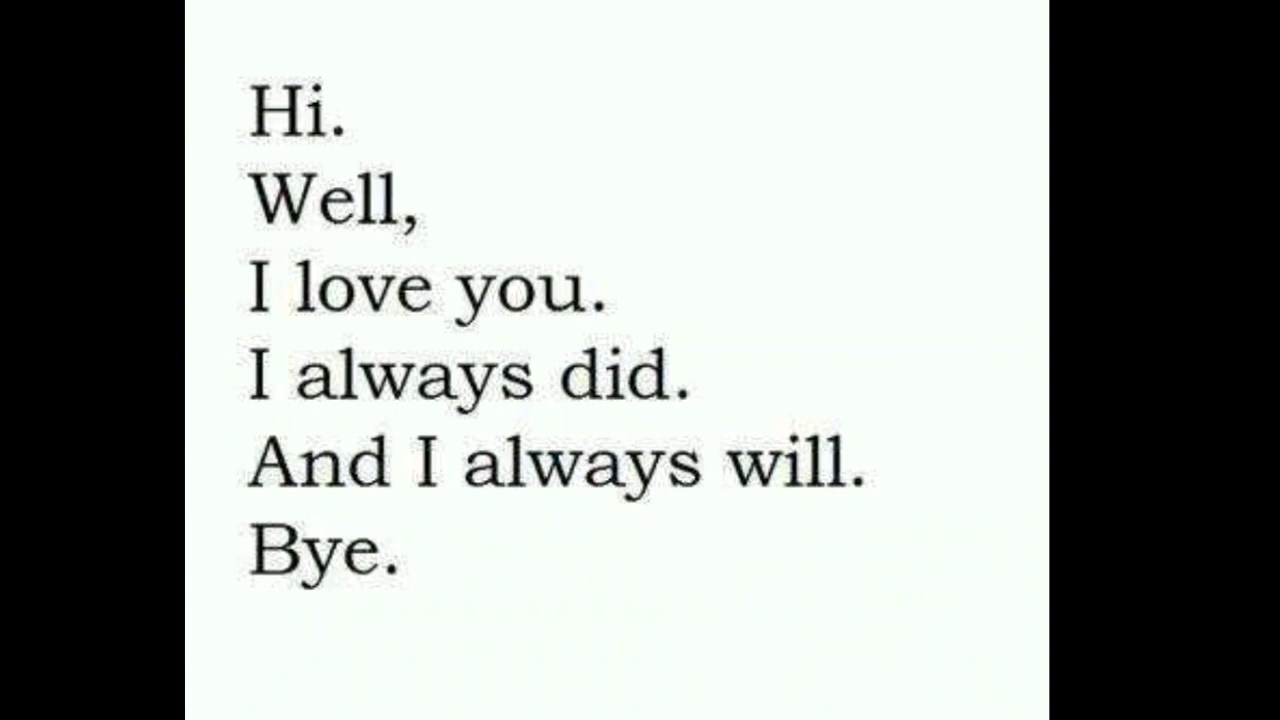 Hi.
Well,
I love you.
I always did.
And I always will.
Bye.